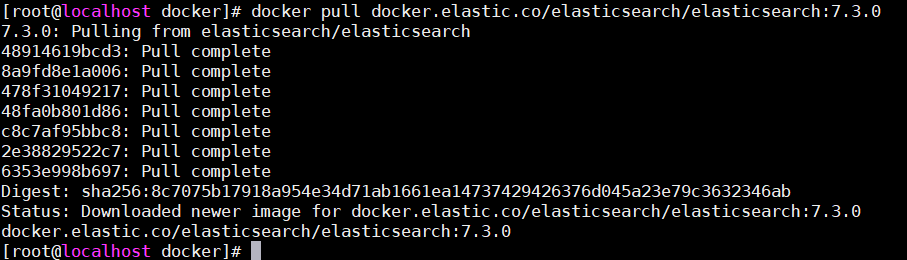 [root@localhost docker]# docker pull docker.elastic.co/elasticsearch/elasticsearch:7.3.0
7.3.0: Pulling from elasticsearch/elasticsearch
48914619bcd3: Pull complete
8a9fd8e1a006: Pull complete
478f31049217: Pull complete
48fa0b801d86: Pull complete
c8c7af95bbc8: Pull complete
2e38829522c7: Pull complete
6353e998b697: Pull complete
Digest: sha256:8c7075b17918a954e34d71ab1661ea14737429426376d045a23e79c3632346ab
Status: Downloaded newer image for docker.elastic.co/elasticsearch/elasticsearch:7.3.0
docker.elastic.co/elasticsearch/elasticsearch:7.3.0
[root@localhost docker]#